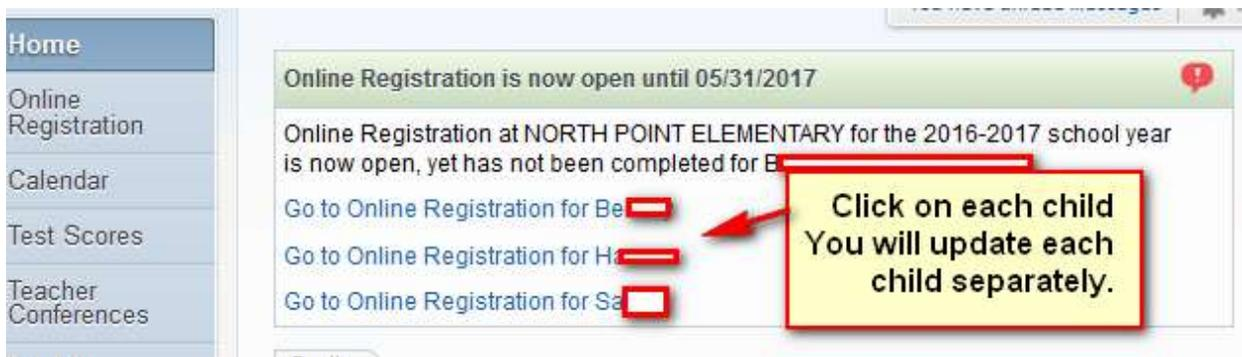 Home
Online Registration is now open until 05/31/2017
Online
Registration
Online Registration at NORTH POINT ELEMENTARY for the 2016-2017 school year
is now open, yet has not been completed for B
Calendar
Go to Online Registration for Be
Click on each child
You will update each
child separately.
Test Scores
Go to Online Registration for Ha
Teacher
Conferences
Go to Online Registration for Sa